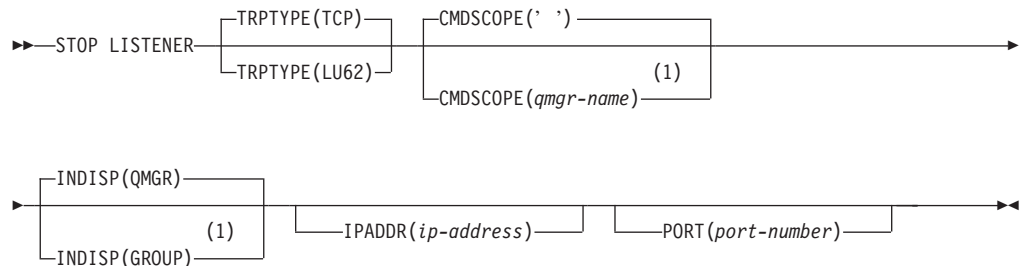 TRPTYPE(TCP) CMDSCOPE(’ ’)
STOP LISTENER
TRPTYPE(LU62) (1)
CMDSCOPE(qmgr-name)
INDISP(QMGR)
(1) IPADDR(ip-address) PORT(port-number)
INDISP(GROUP)